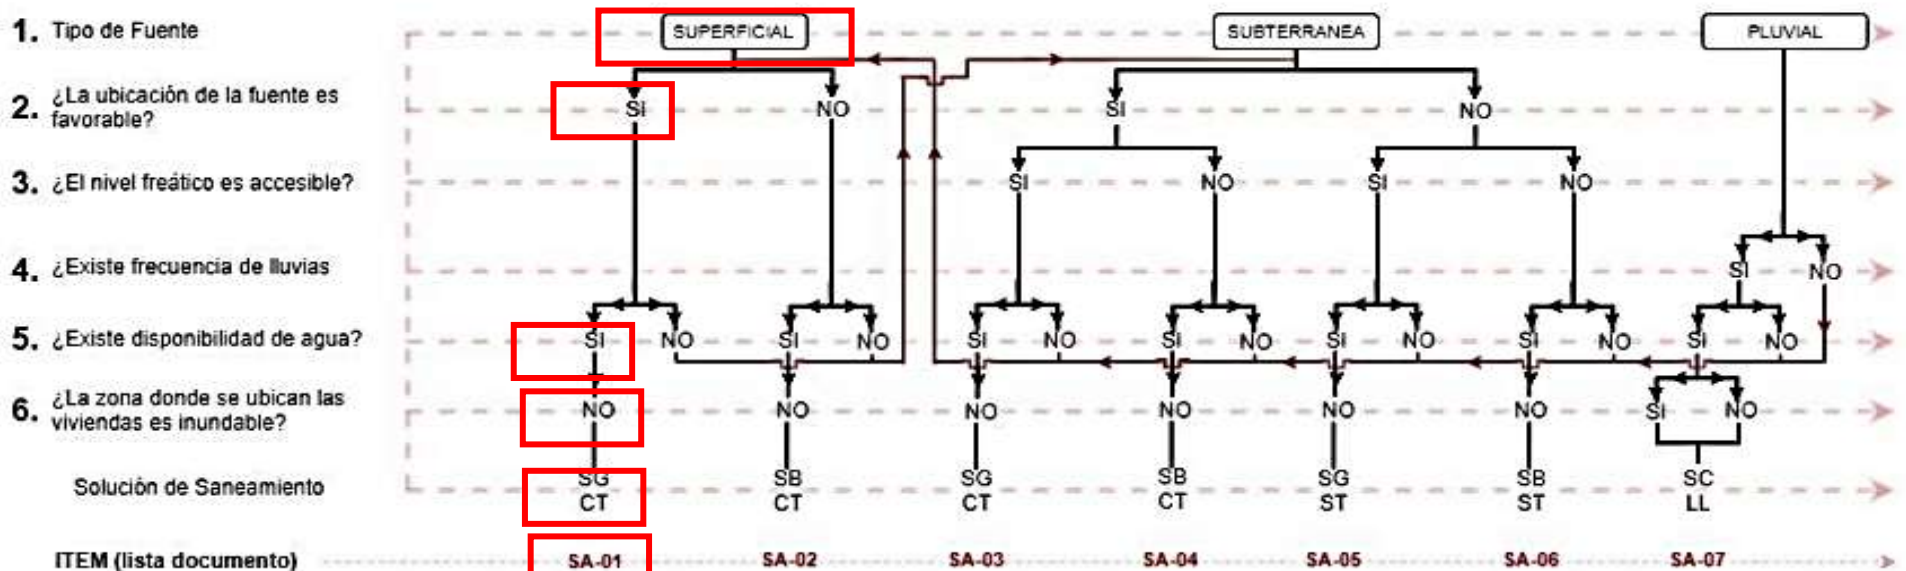 1. Tipo de Fuente SUPERFICIAL SUBTERRANEA PLUVIAL
2. ¿La ubicación de la fuente es
favorable? SI NO SI NO
3. ¿El nivel freático es accesible? SI NO SI NO
4. ¿Existe frecuencia de lluvias SI NO
5. ¿Existe disponibilidad de agua? SI NO SI NO SI NO SI NO SI NO SI NO SI NO
6. ¿La zona donde se ubican las
viviendas es inundable? NO NO NO NO NO NO SI NO
Solución de Saneamiento
SG SB SG SB SG SB SC
CT CT CT CT ST ST LL
ITEM (lista documento) SA-01 SA-02 SA-03 SA-04 SA-05 SA-06 SA-07